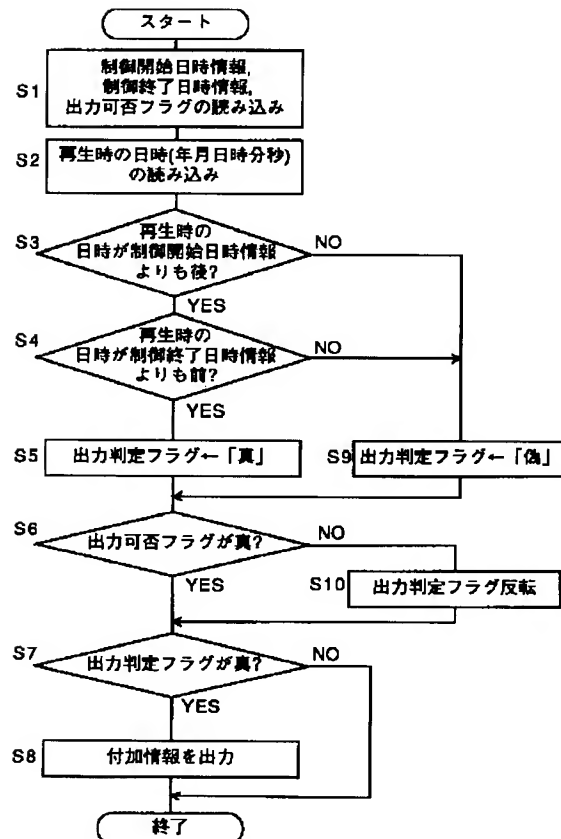 スタート
S1
制御開始日時情報,
制御終了日時情報,
出力可否フラグの読み込み
S2
再生時の日時(年月日時分秒)
の読み込み
S3
再生時の
日時が制御開始日時情報
よりも後?
NO
YES
S4
再生時の
日時が制御終了日時情報
よりも前?
NO
YES
S5
出力判定フラグ←「真」
S9
出力判定フラグ←「偽」
S6
出力可否フラグが真?
NO
YES
S10
出力判定フラグ反転
S7
出力判定フラグが真?
NO
YES
S8
付加情報を出力
終了